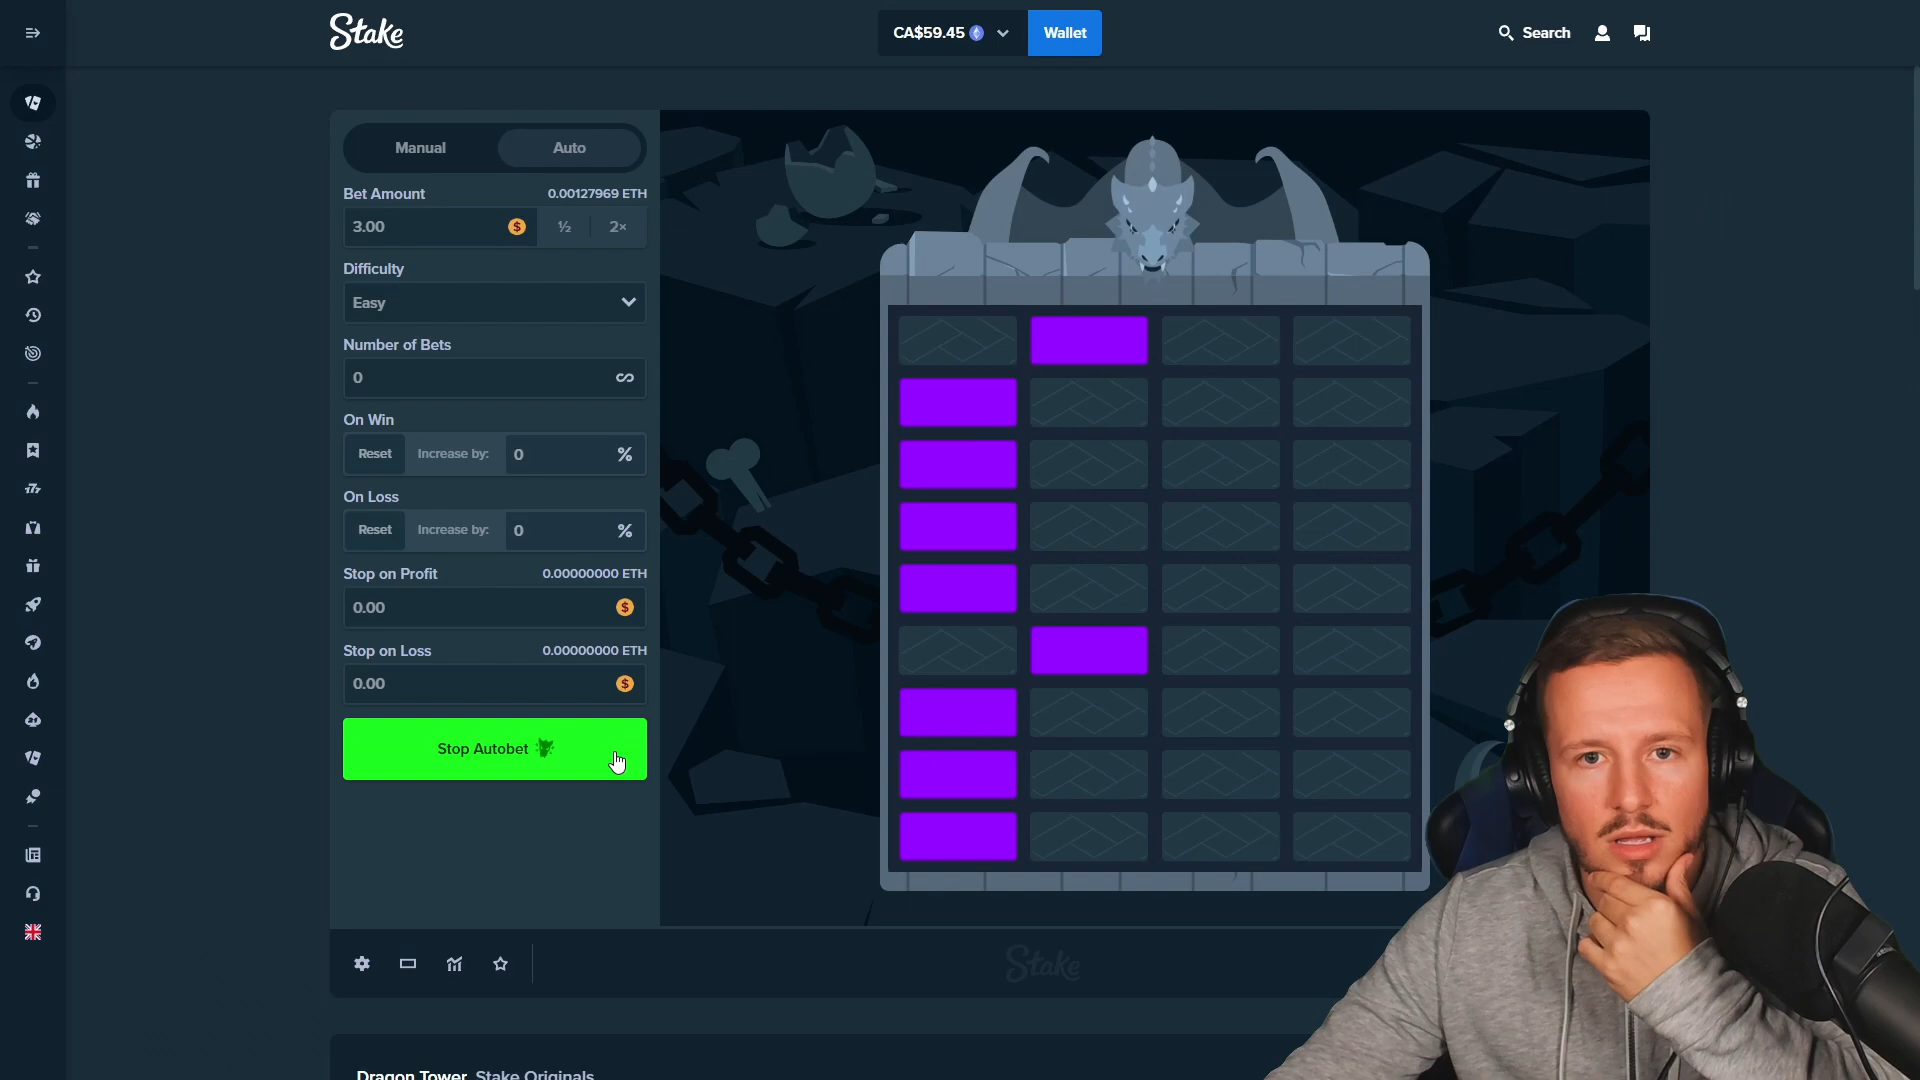 Stake
CA$59.45
Wallet
Search
Manual
Auto
Bet Amount
0.00127969 ETH
3.00
½
2×
Difficulty
Easy
Number of Bets
0
On Win
Reset
Increase by:
0
%
On Loss
Reset
Increase by:
0
%
Stop on Profit
0.00000000 ETH
0.00
Stop on Loss
0.00000000 ETH
0.00
Stop Autobet
Stake
Dragon Tower Stake Originals